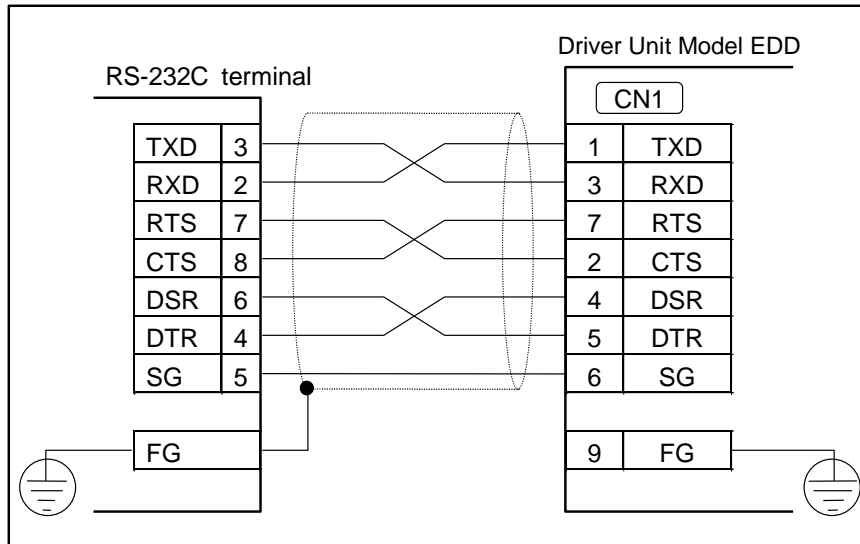 Driver Unit Model EDD
RS-232C terminal
CN1
TXD 3 1 TXD
RXD 2 3 RXD
RTS 7 7 RTS
CTS 8 2 CTS
DSR 6 4 DSR
DTR 4 5 DTR
SG 5 6 SG
FG 9 FG